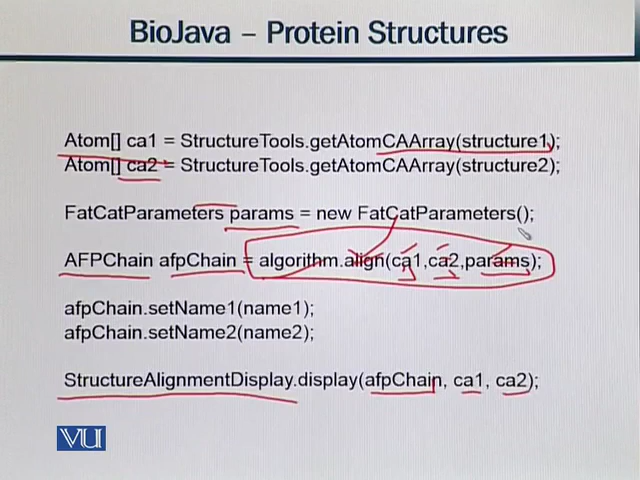 BioJava – Protein Structures
Atom[] ca1 = StructureTools.getAtomCAArray(structure1);
Atom[] ca2 = StructureTools.getAtomCAArray(structure2);
FatCatParameters params = new FatCatParameters();
AFPChain afpChain = algorithm.align(ca1,ca2,params);
afpChain.setName1(name1);
afpChain.setName2(name2);
StructureAlignmentDisplay.display(afpChain, ca1, ca2);
VU